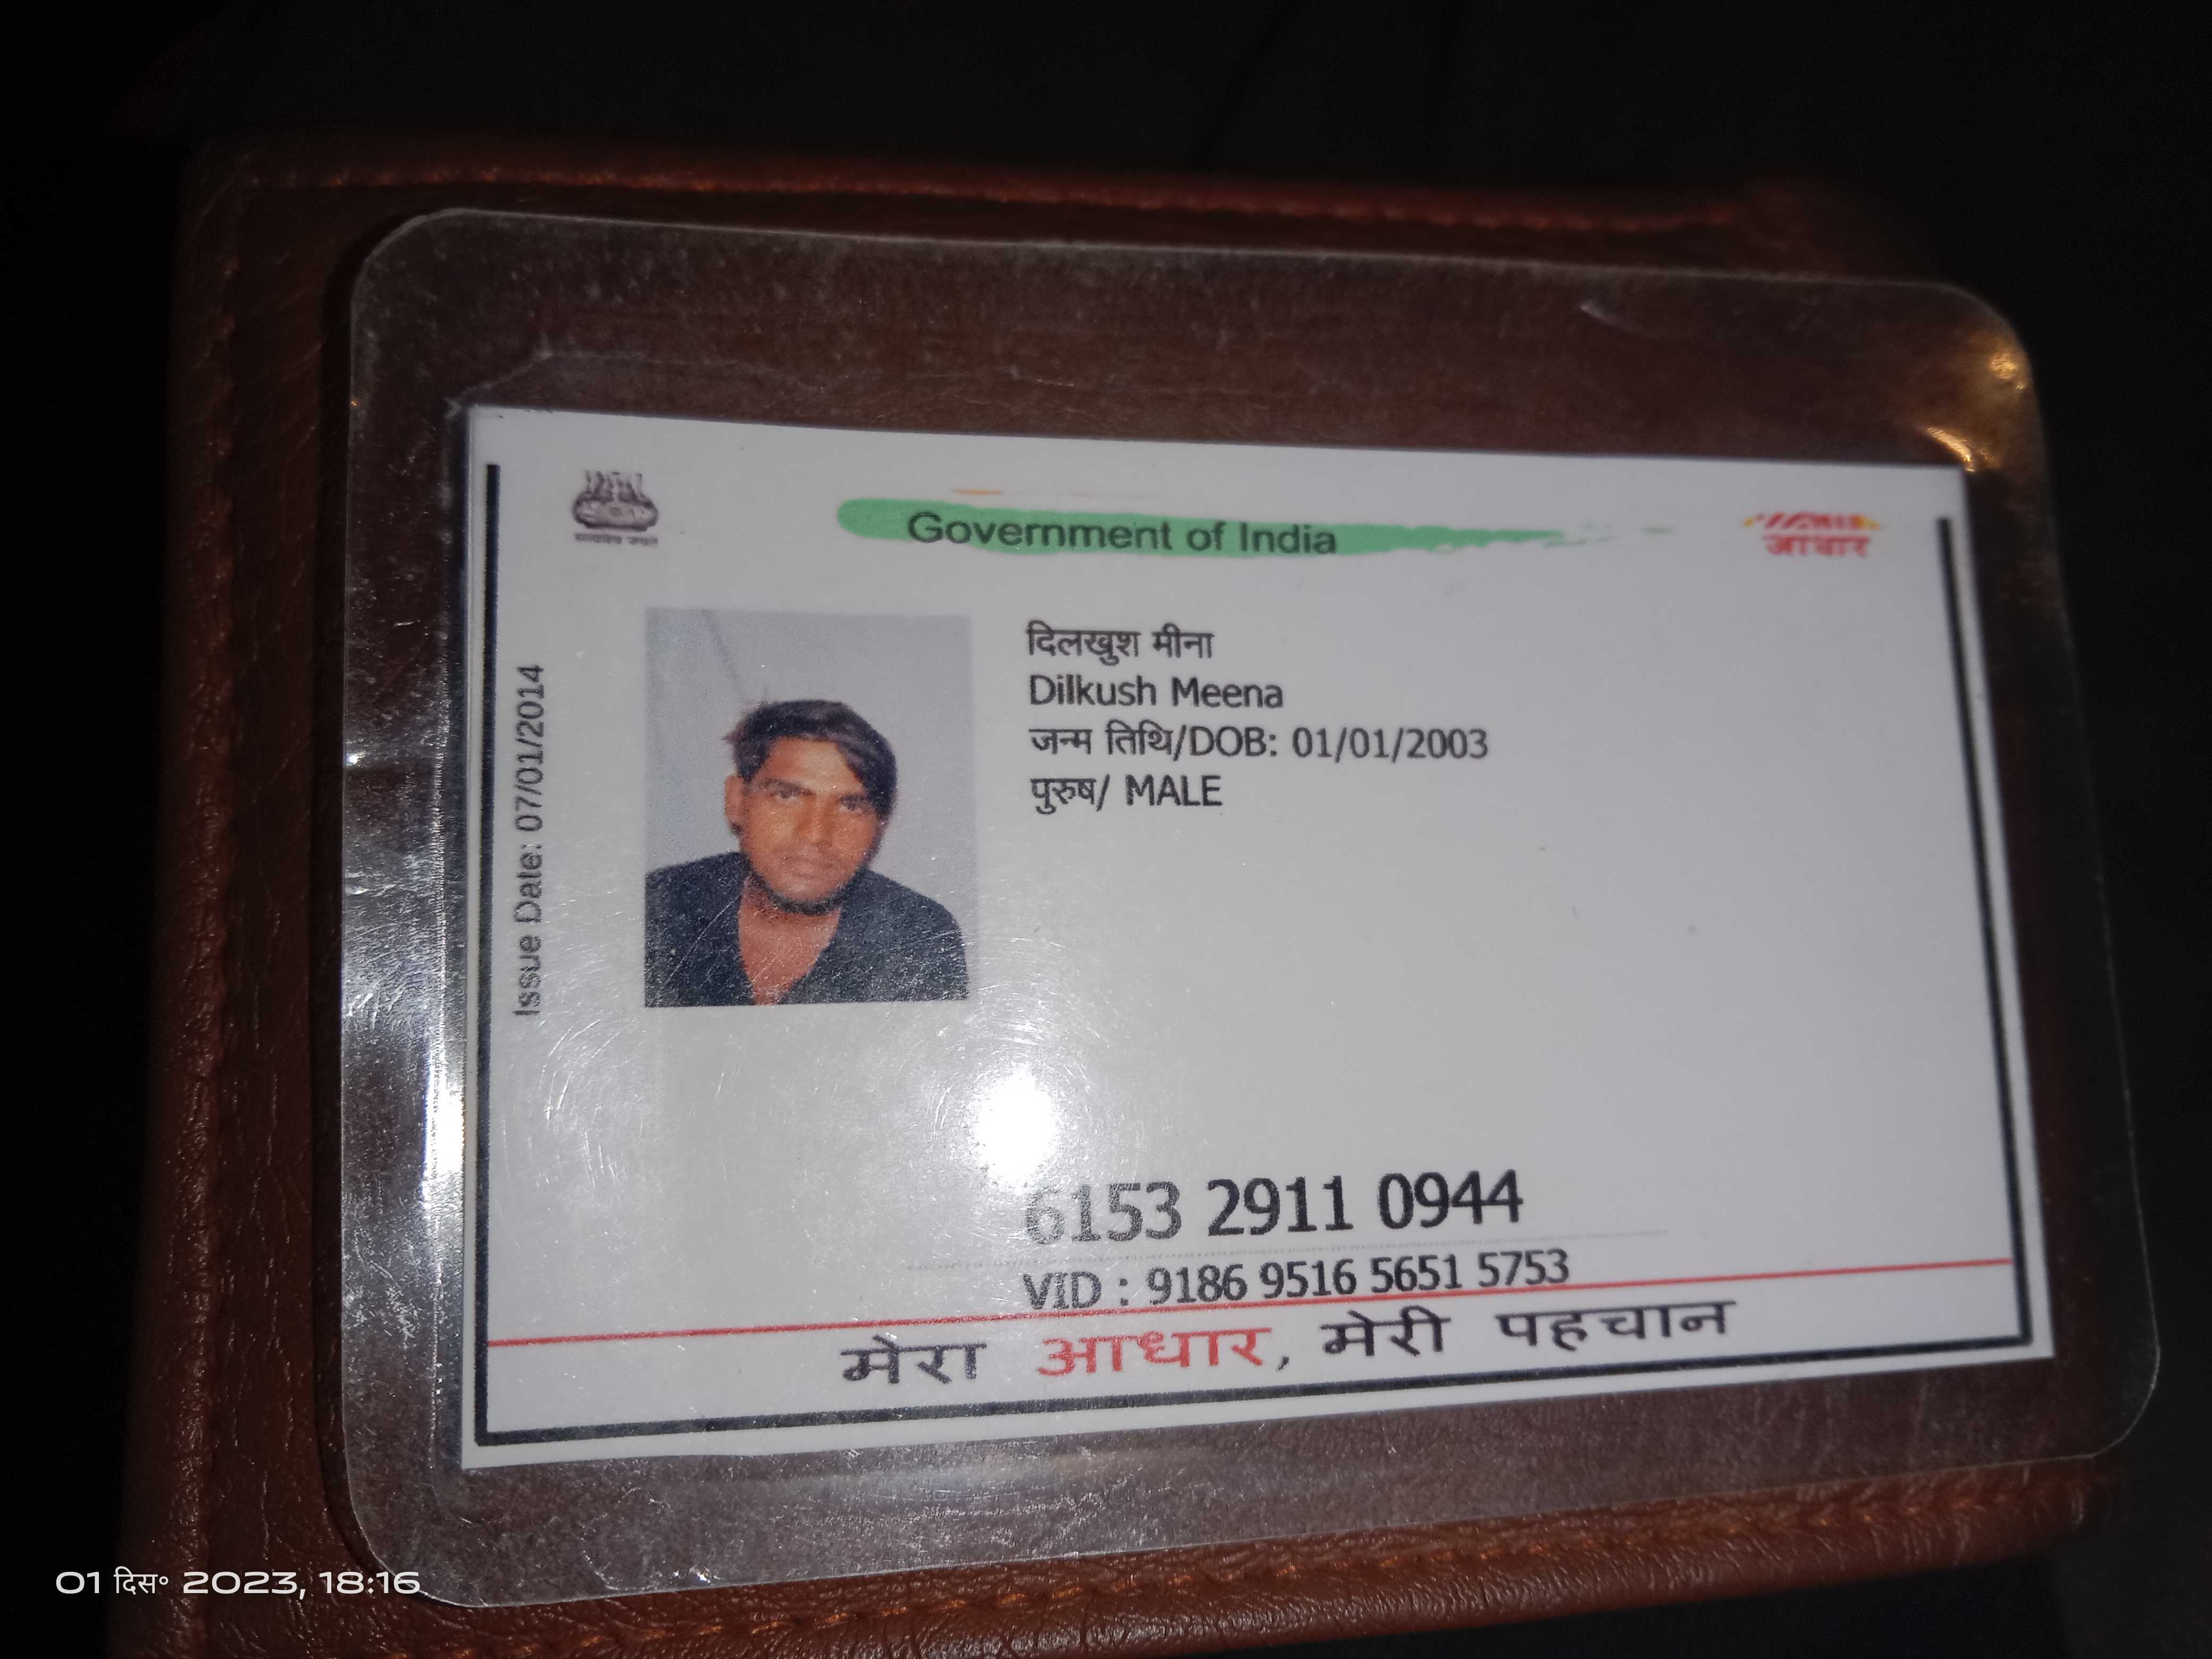 सत्यमेव जयते
Government of India
आधार
Issue Date: 07/01/2014
दिलखुश मीना
Dilkush Meena
जन्म तिथि/DOB: 01/01/2003
पुरुष/ MALE
6153 2911 0944
VID : 9186 9516 5651 5753
मेरा आधार, मेरी पहचान
01 दिस॰ 2023, 18:16